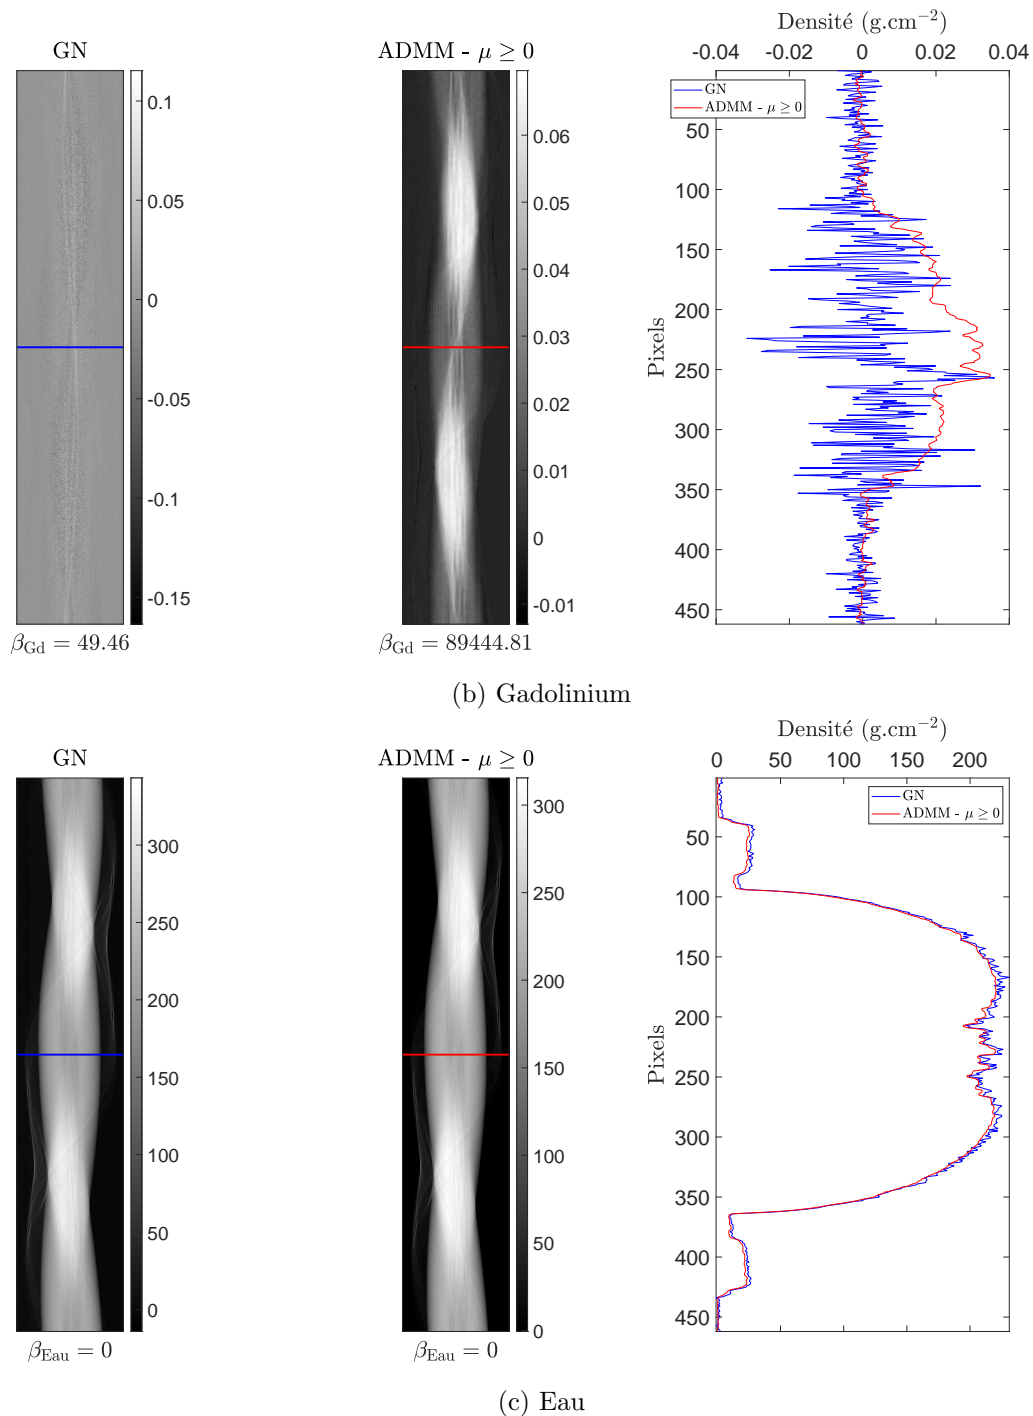 GN
0.1
0.05
0
-0.05
-0.1
-0.15
β_Gd = 49.46
ADMM - μ ≥ 0
0.06
0.05
0.04
0.03
0.02
0.01
0
-0.01
β_Gd = 89444.81
Densité (g.cm⁻²)
-0.04 -0.02 0 0.02 0.04
GN
ADMM - μ ≥ 0
Pixels
50
100
150
200
250
300
350
400
450
(b) Gadolinium
GN
300
250
200
150
100
50
0
β_Eau = 0
ADMM - μ ≥ 0
300
250
200
150
100
50
0
β_Eau = 0
Densité (g.cm⁻²)
0 50 100 150 200
GN
ADMM - μ ≥ 0
Pixels
50
100
150
200
250
300
350
400
450
(c) Eau